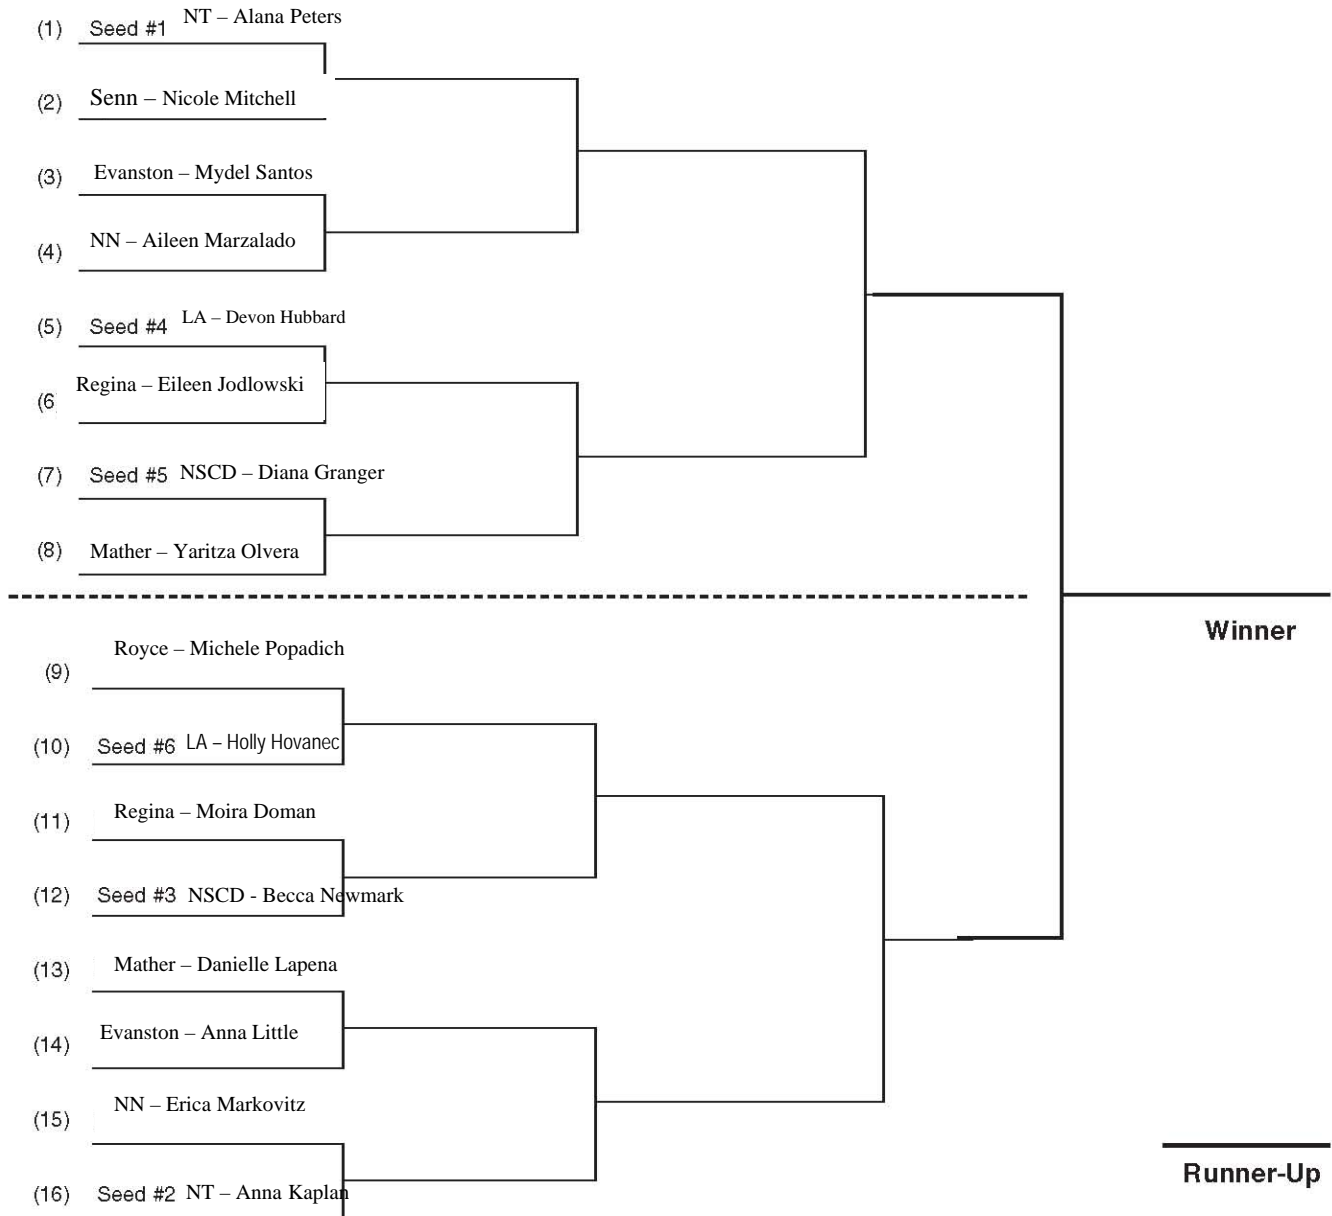 (1) Seed #1 NT – Alana Peters
(2) Senn – Nicole Mitchell
(3) Evanston – Mydel Santos
(4) NN – Aileen Marzalado
(5) Seed #4 LA – Devon Hubbard
(6) Regina – Eileen Jodlowski
(7) Seed #5 NSCD – Diana Granger
(8) Mather – Yaritza Olvera
Winner
(9) Royce – Michele Popadich
(10) Seed #6 LA – Holly Hovanec
(11) Regina – Moira Doman
(12) Seed #3 NSCD - Becca Newmark
(13) Mather – Danielle Lapena
(14) Evanston – Anna Little
(15) NN – Erica Markovitz
Runner-Up
(16) Seed #2 NT – Anna Kaplan